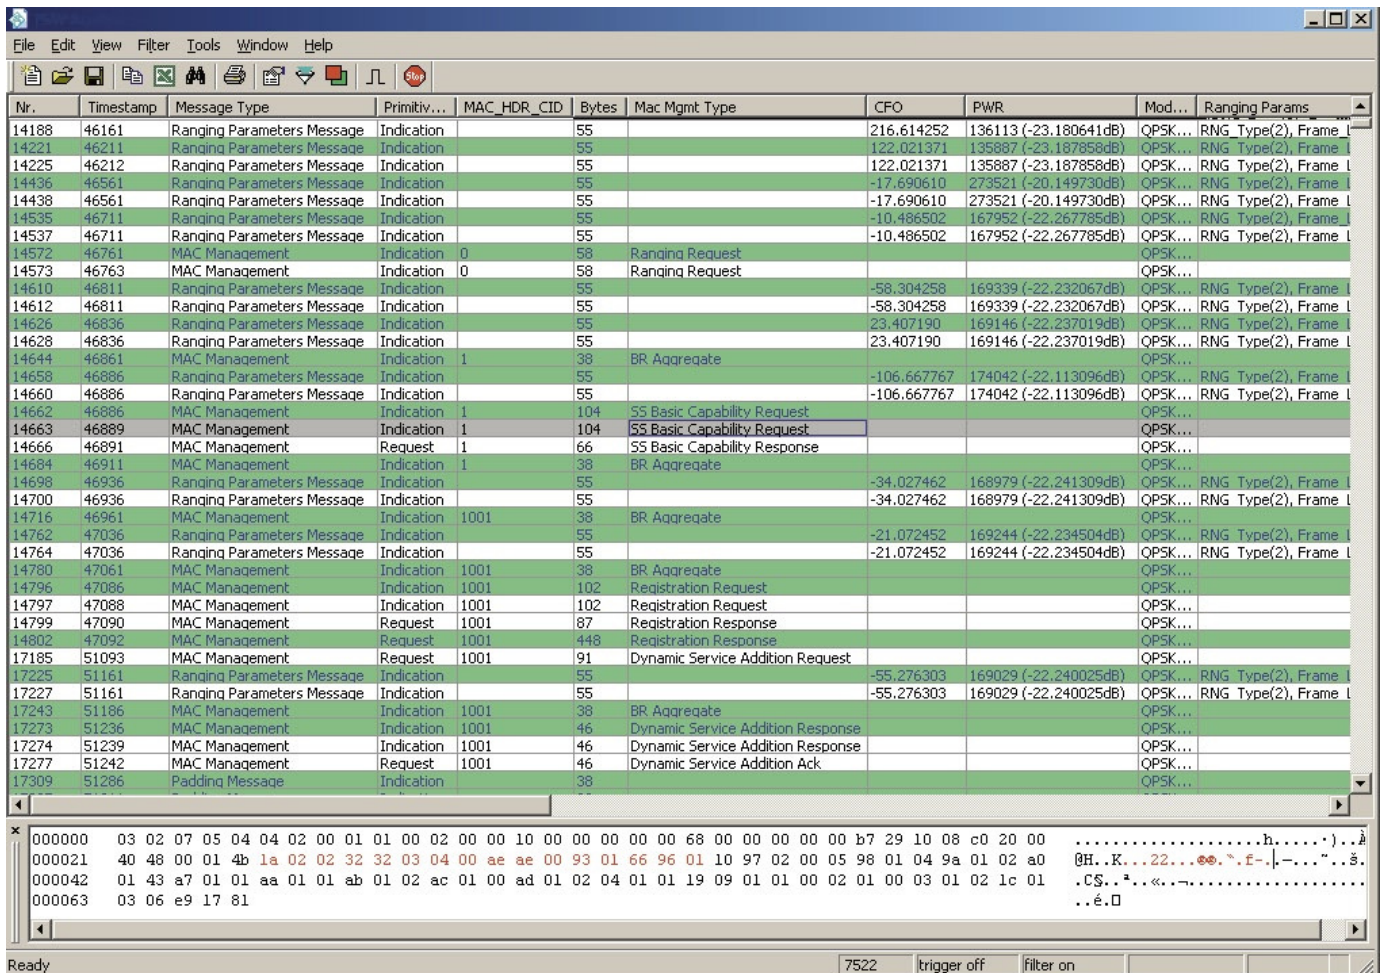 File Edit View Filter Tools Window Help
Stop
Nr. Timestamp Message Type Primitiv... MAC_HDR_CID Bytes Mac Mgmt Type CFO PWR Mod... Ranging Params
14188 46161 Ranging Parameters Message Indication 55 216.614252 136113 (-23.180641dB) QPSK... RNG_Type(2), Frame_L
14221 46211 Ranging Parameters Message Indication 55 122.021371 135887 (-23.187858dB) QPSK... RNG_Type(2), Frame_L
14225 46212 Ranging Parameters Message Indication 55 122.021371 135887 (-23.187858dB) QPSK... RNG_Type(2), Frame_L
14436 46561 Ranging Parameters Message Indication 55 -17.690610 273521 (-20.149730dB) QPSK... RNG_Type(2), Frame_L
14438 46561 Ranging Parameters Message Indication 55 -17.690610 273521 (-20.149730dB) QPSK... RNG_Type(2), Frame_L
14535 46711 Ranging Parameters Message Indication 55 -10.486502 167952 (-22.267785dB) QPSK... RNG_Type(2), Frame_L
14537 46711 Ranging Parameters Message Indication 55 -10.486502 167952 (-22.267785dB) QPSK... RNG_Type(2), Frame_L
14572 46761 MAC Management Indication 0 58 Ranging Request QPSK...
14573 46763 MAC Management Indication 0 58 Ranging Request QPSK...
14610 46811 Ranging Parameters Message Indication 55 -58.304258 169339 (-22.232067dB) QPSK... RNG_Type(2), Frame_L
14612 46811 Ranging Parameters Message Indication 55 -58.304258 169339 (-22.232067dB) QPSK... RNG_Type(2), Frame_L
14626 46836 Ranging Parameters Message Indication 55 23.407190 169146 (-22.237019dB) QPSK... RNG_Type(2), Frame_L
14628 46836 Ranging Parameters Message Indication 55 23.407190 169146 (-22.237019dB) QPSK... RNG_Type(2), Frame_L
14644 46861 MAC Management Indication 1 38 BR Aggregate QPSK...
14658 46886 Ranging Parameters Message Indication 55 -106.667767 174042 (-22.113096dB) QPSK... RNG_Type(2), Frame_L
14660 46886 Ranging Parameters Message Indication 55 -106.667767 174042 (-22.113096dB) QPSK... RNG_Type(2), Frame_L
14662 46886 MAC Management Indication 1 104 SS Basic Capability Request QPSK...
14663 46889 MAC Management Indication 1 104 SS Basic Capability Request QPSK...
14666 46891 MAC Management Request 1 66 SS Basic Capability Response QPSK...
14684 46911 MAC Management Indication 1 38 BR Aggregate QPSK...
14698 46936 Ranging Parameters Message Indication 55 -34.027462 168979 (-22.241309dB) QPSK... RNG_Type(2), Frame_L
14700 46936 Ranging Parameters Message Indication 55 -34.027462 168979 (-22.241309dB) QPSK... RNG_Type(2), Frame_L
14716 46961 MAC Management Indication 1001 38 BR Aggregate QPSK...
14762 47036 Ranging Parameters Message Indication 55 -21.072452 169244 (-22.234504dB) QPSK... RNG_Type(2), Frame_L
14764 47036 Ranging Parameters Message Indication 55 -21.072452 169244 (-22.234504dB) QPSK... RNG_Type(2), Frame_L
14780 47061 MAC Management Indication 1001 38 BR Aggregate QPSK...
14796 47086 MAC Management Indication 1001 102 Registration Request QPSK...
14797 47088 MAC Management Indication 1001 102 Registration Request QPSK...
14799 47090 MAC Management Request 1001 87 Registration Response QPSK...
14802 47092 MAC Management Request 1001 448 Registration Response QPSK...
17185 51093 MAC Management Request 1001 91 Dynamic Service Addition Request QPSK...
17225 51161 Ranging Parameters Message Indication 55 -55.276303 169029 (-22.240025dB) QPSK... RNG_Type(2), Frame_L
17227 51161 Ranging Parameters Message Indication 55 -55.276303 169029 (-22.240025dB) QPSK... RNG_Type(2), Frame_L
17243 51186 MAC Management Indication 1001 38 BR Aggregate QPSK...
17273 51236 MAC Management Indication 1001 46 Dynamic Service Addition Response QPSK...
17274 51239 MAC Management Indication 1001 46 Dynamic Service Addition Response QPSK...
17277 51242 MAC Management Request 1001 46 Dynamic Service Addition Ack QPSK...
17309 51286 Padding Message Indication 38 QPSK...
000000 03 02 07 05 04 04 02 00 01 01 00 02 00 00 10 00 00 00 00 00 68 00 00 00 00 00 b7 29 10 08 c0 20 00 ....................h.....·)..À
000021 40 48 00 01 4b 1a 02 02 32 32 03 04 00 ae ae 00 93 01 66 96 01 10 97 02 00 05 98 01 04 9a 01 02 a0 @H..K...22...®®.“.f–..—...˜..š.
000042 01 43 a7 01 01 aa 01 01 ab 01 02 ac 01 00 ad 01 02 04 01 01 19 09 01 01 00 02 01 00 03 01 02 1c 01 .C§..ª..«..¬.....................
000063 03 06 e9 17 81 ..é.
Ready 7522 trigger off filter on